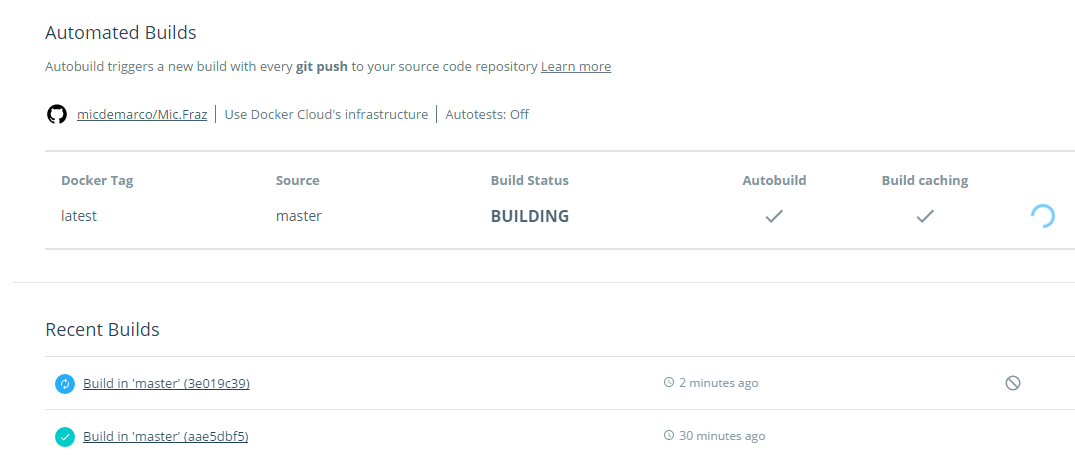 Automated Builds
Autobuild triggers a new build with every git push to your source code repository Learn more
micdemarco/Mic.Fraz Use Docker Cloud's infrastructure Autotests: Off
Docker Tag Source Build Status Autobuild Build caching
latest master BUILDING
Recent Builds
Build in 'master' (3e019c39) 2 minutes ago
Build in 'master' (aae5dbf5) 30 minutes ago